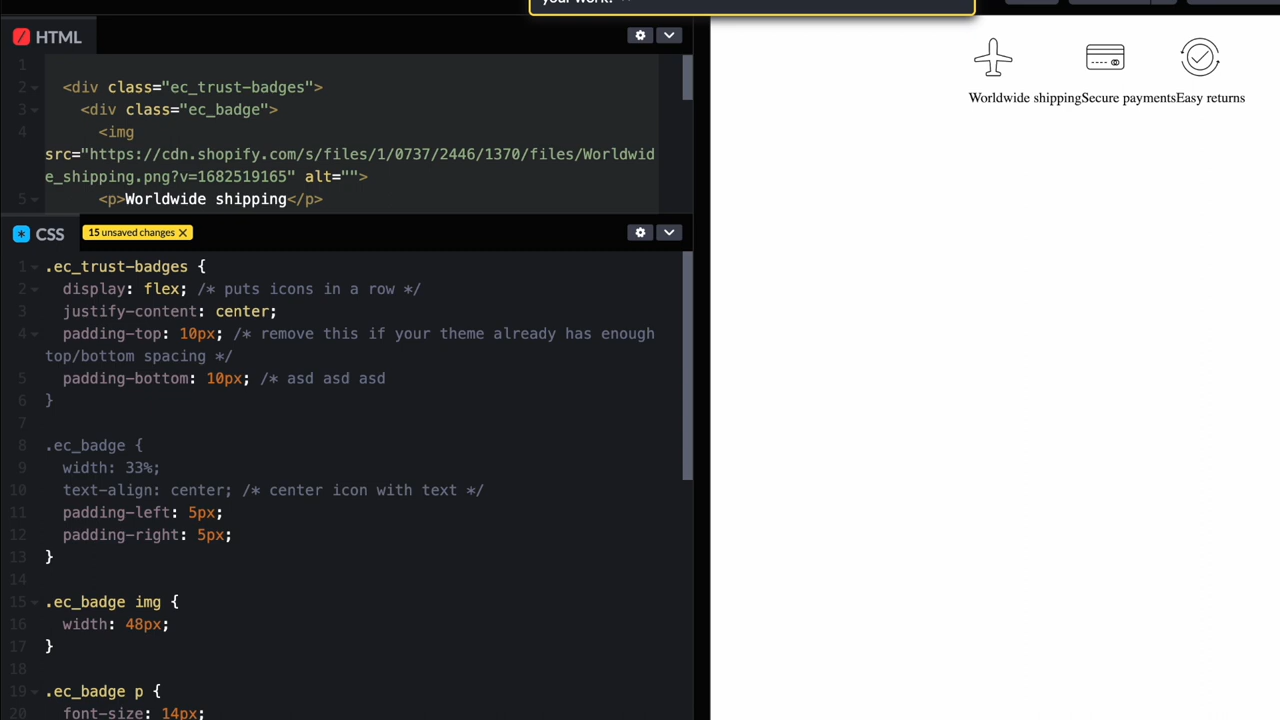 your work?
HTML
1
2 <div class="ec_trust-badges">
3 <div class="ec_badge">
4 <img
src="https://cdn.shopify.com/s/files/1/0737/2446/1370/files/Worldwid
e_shipping.png?v=1682519165" alt="">
5 <p>Worldwide shipping</p>
* CSS 15 unsaved changes ×
1 .ec_trust-badges {
2 display: flex; /* puts icons in a row */
3 justify-content: center;
4 padding-top: 10px; /* remove this if your theme already has enough
top/bottom spacing */
5 padding-bottom: 10px; /* asd asd asd
6 }
7
8 .ec_badge {
9 width: 33%;
10 text-align: center; /* center icon with text */
11 padding-left: 5px;
12 padding-right: 5px;
13 }
14
15 .ec_badge img {
16 width: 48px;
17 }
18
19 .ec_badge p {
20 font-size: 14px;
Worldwide shippingSecure paymentsEasy returns